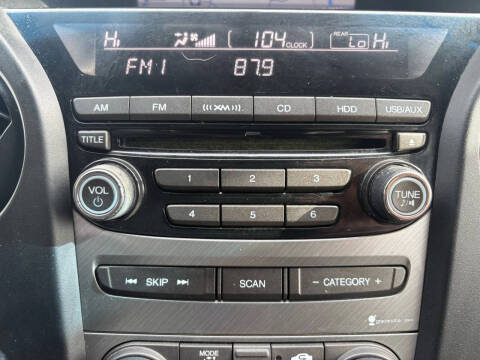 Hi ( 104 CLOCK ) REAR Lo Hi
FM1 87.9
AM FM XM CD HDD USB/AUX
TITLE
1 2 3
VOL TUNE
4 5 6
SKIP SCAN − CATEGORY +
gracenote
MODE